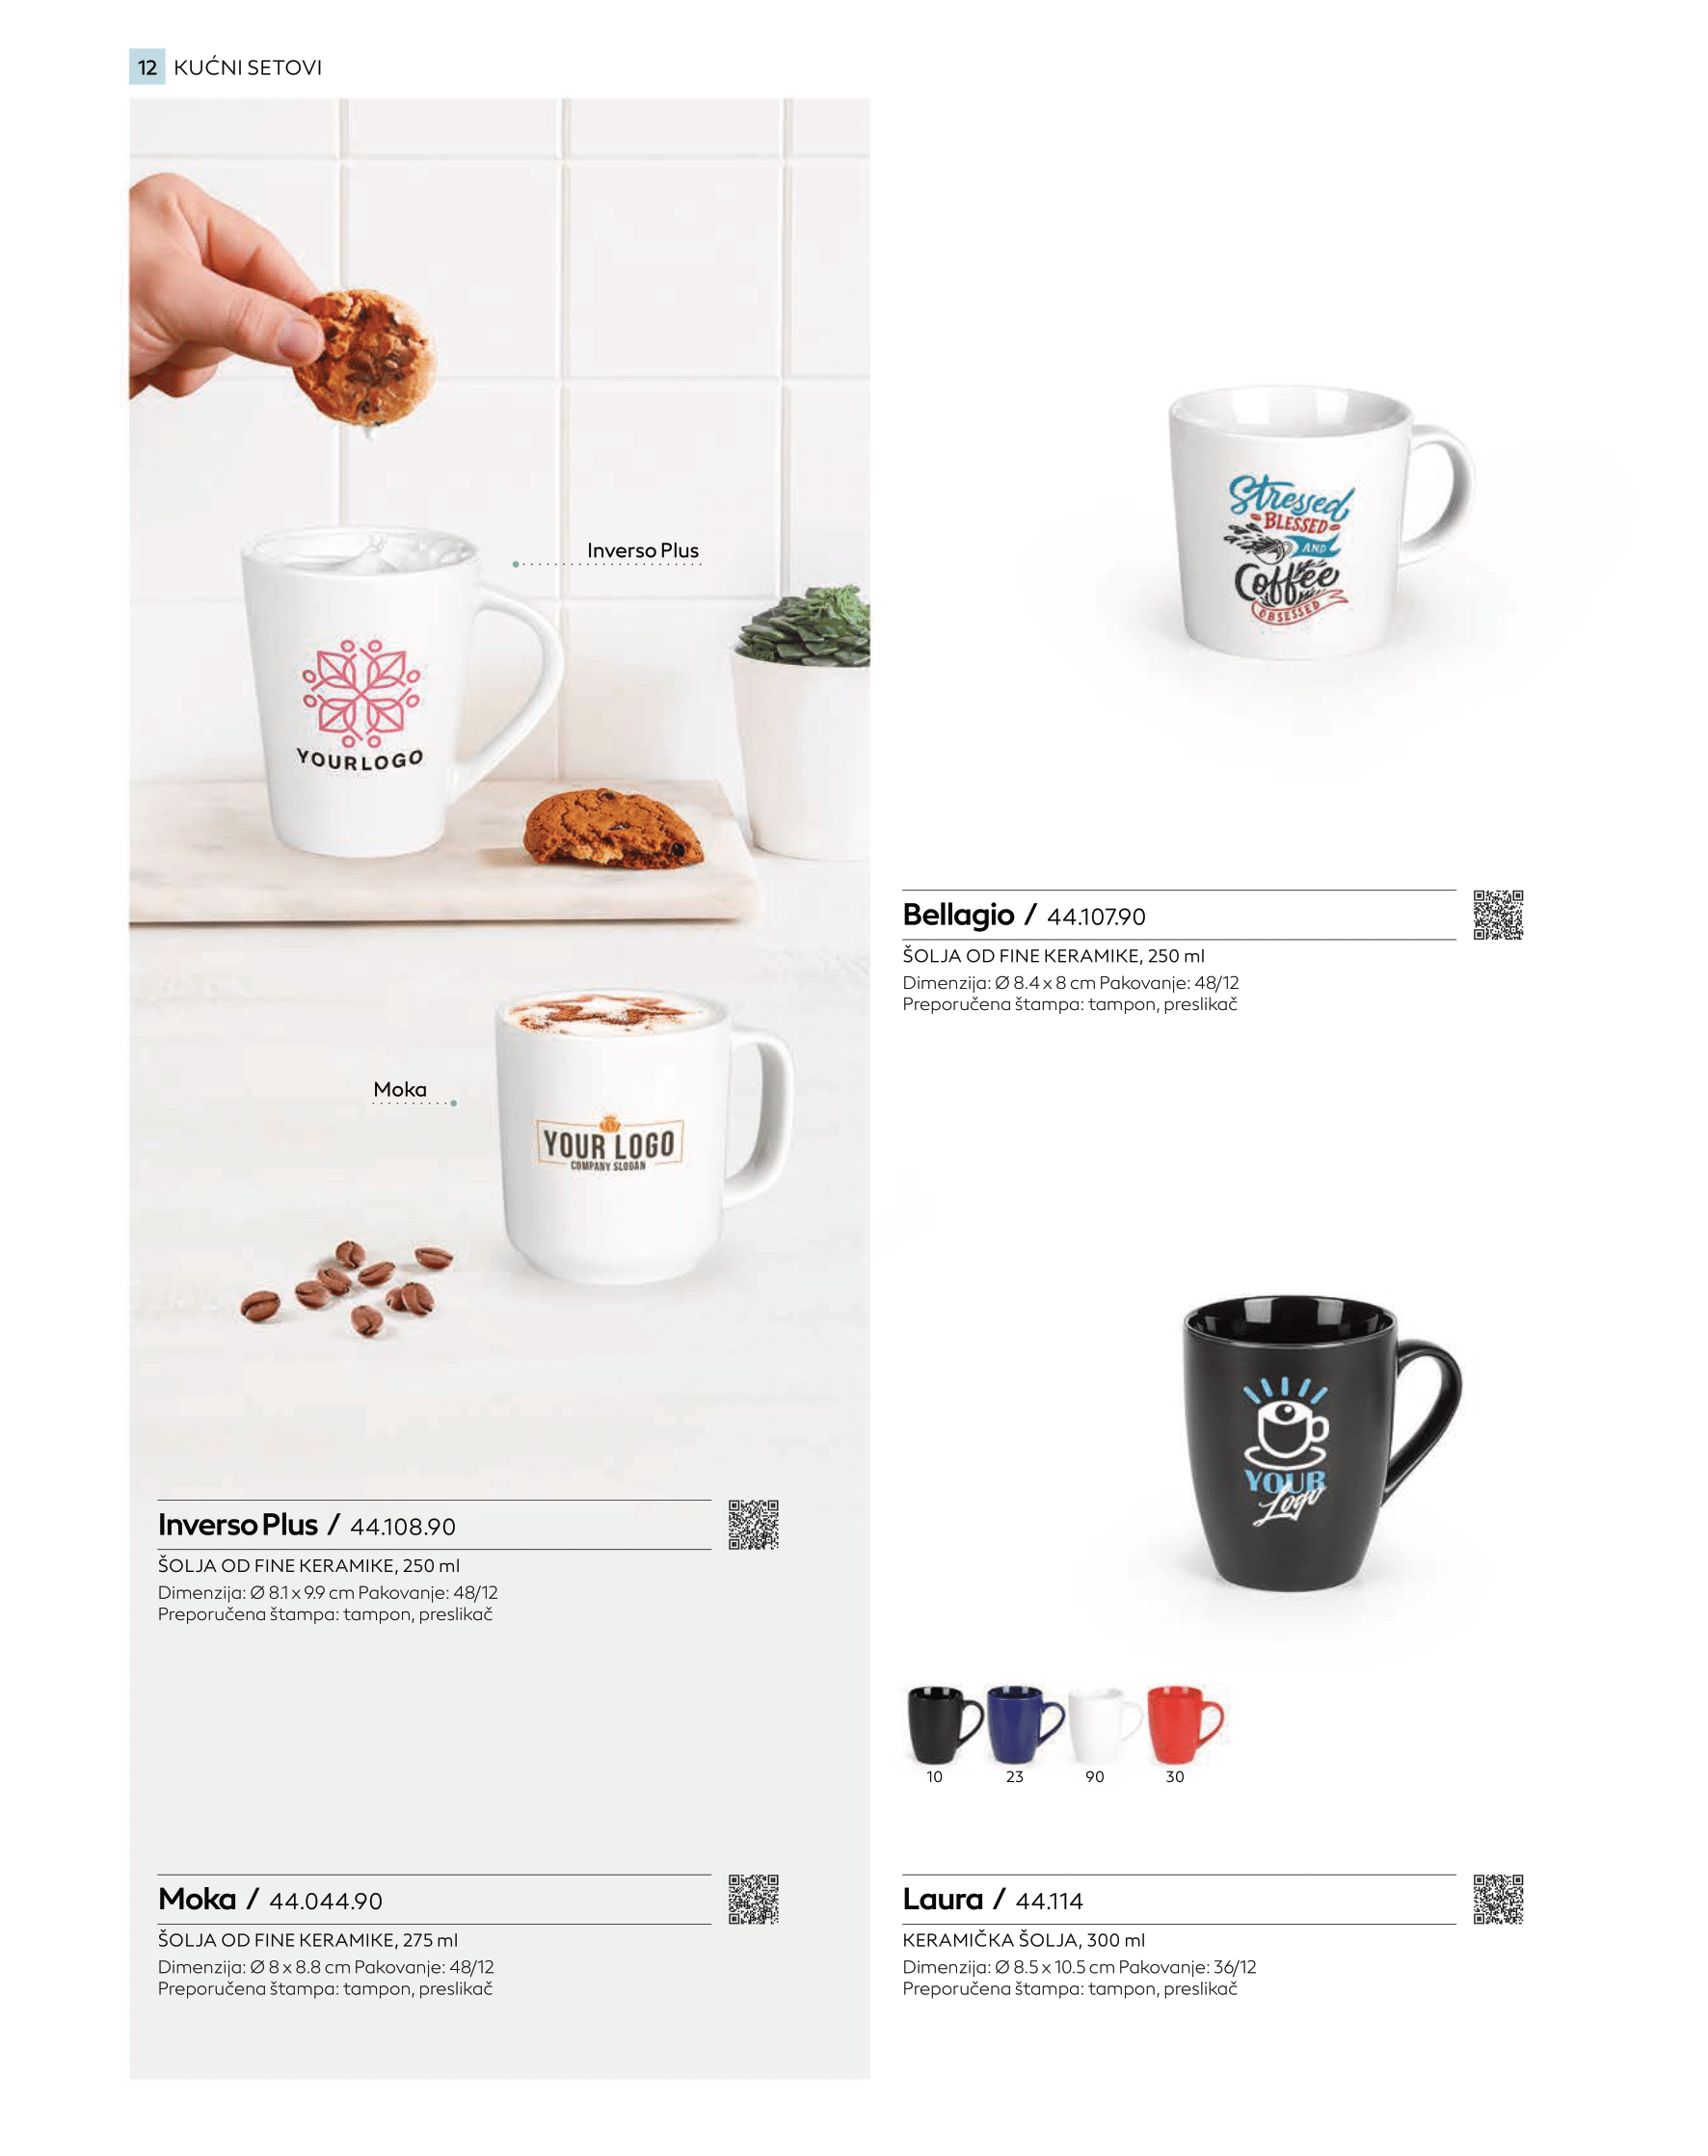 12 KUĆNI SETOVI
Inverso Plus
YOURLOGO
Moka
YOUR LOGO
COMPANY SLOGAN
Inverso Plus / 44.108.90
ŠOLJA OD FINE KERAMIKE, 250 ml
Dimenzija: Ø 8.1 x 9.9 cm Pakovanje: 48/12
Preporučena štampa: tampon, preslikač
Moka / 44.044.90
ŠOLJA OD FINE KERAMIKE, 275 ml
Dimenzija: Ø 8 x 8.8 cm Pakovanje: 48/12
Preporučena štampa: tampon, preslikač
Stressed
BLESSED
AND
Coffee
OBSESSED
Bellagio / 44.107.90
ŠOLJA OD FINE KERAMIKE, 250 ml
Dimenzija: Ø 8.4 x 8 cm Pakovanje: 48/12
Preporučena štampa: tampon, preslikač
YOUR
Logo
10 23 90 30
Laura / 44.114
KERAMIČKA ŠOLJA, 300 ml
Dimenzija: Ø 8.5 x 10.5 cm Pakovanje: 36/12
Preporučena štampa: tampon, preslikač